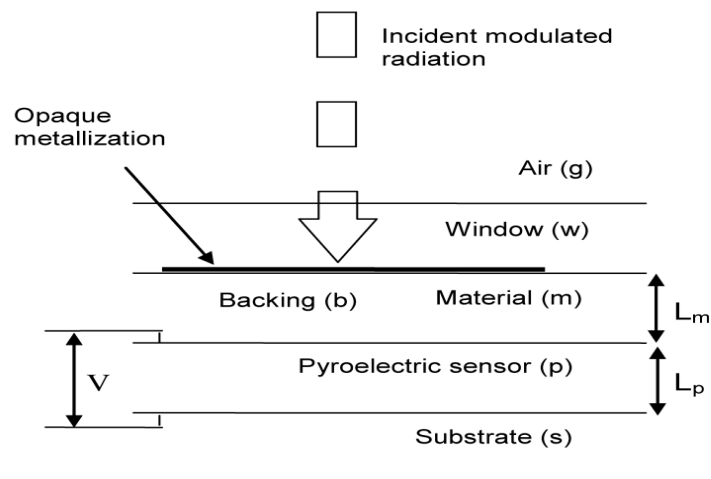 Incident modulated
radiation
Opaque
metallization
Air (g)
Window (w)
Backing (b) Material (m)
Lm
Pyroelectric sensor (p)
V
Lp
Substrate (s)